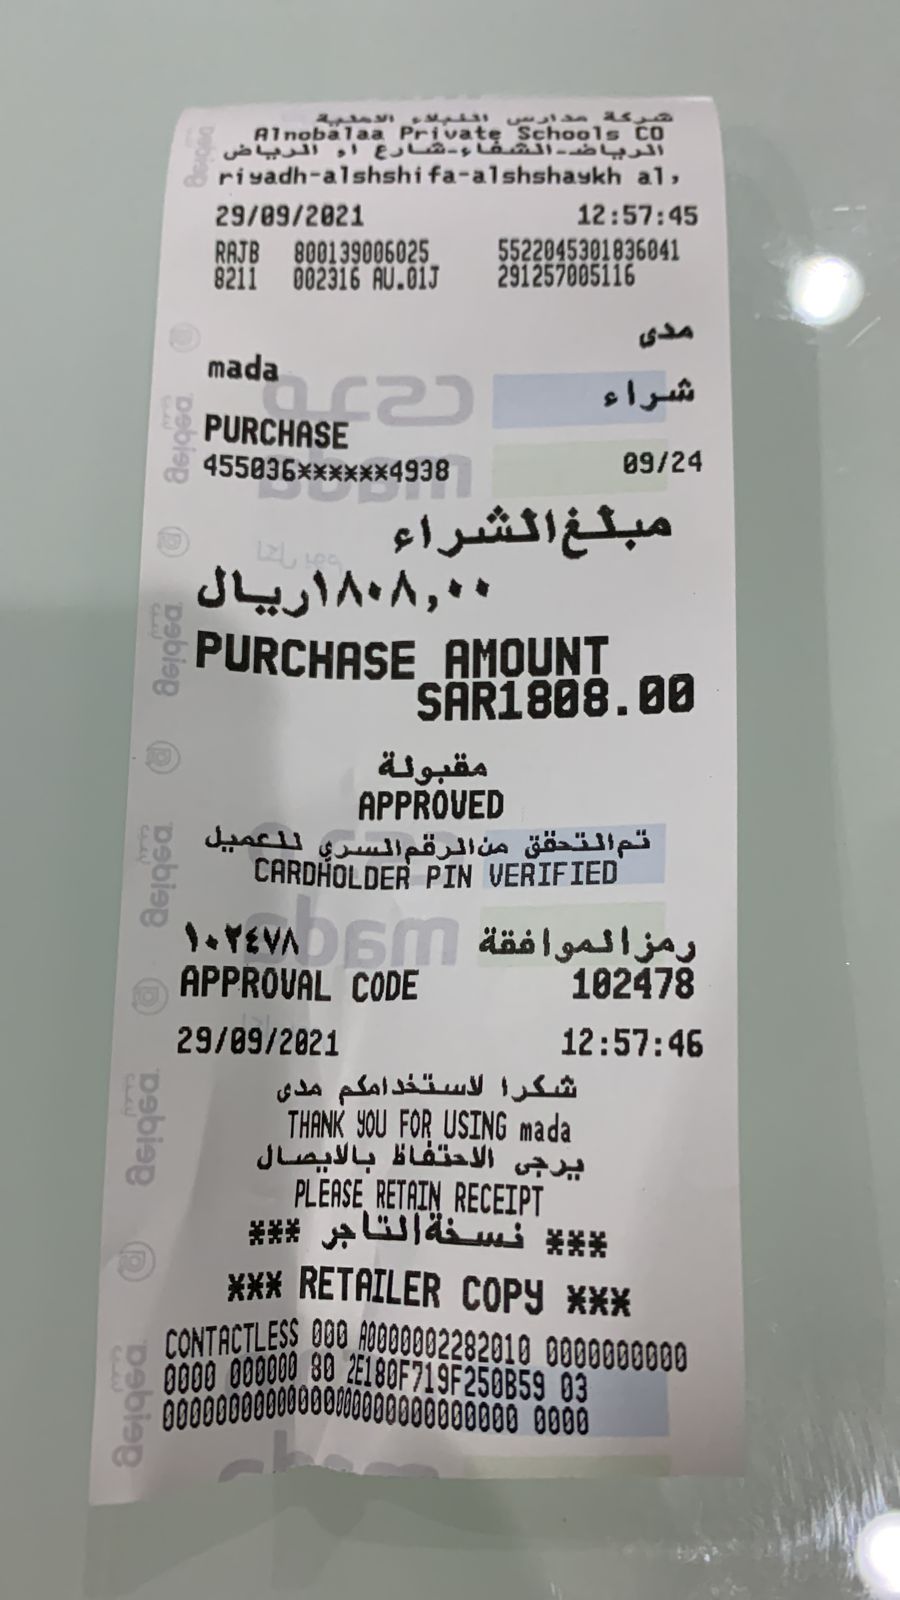 شركة مدارس النبلاء الاهلية
Alnobalaa Private Schools CO
الرياض-الشفاء-شارع ا، الرياض
riyadh-alshshifa-alshshaykh al,
29/09/2021 12:57:45
RAJB 800139006025 5522045301836041
8211 002316 AU.01J 291257005116
مدى
mada
شراء
PURCHASE
455036******4938 09/24
مبلغ الشراء
١٨٠٨,٠٠ ريال
PURCHASE AMOUNT
SAR1808.00
مقبولة
APPROVED
تم التحقق من الرقم السري للعميل
CARDHOLDER PIN VERIFIED
رمز الموافقة ١٠٢٤٧٨
APPROVAL CODE 102478
29/09/2021 12:57:46
شكرا لاستخدامكم مدى
THANK YOU FOR USING mada
يرجى الاحتفاظ بالايصال
PLEASE RETAIN RECEIPT
*** نسخة التاجر ***
*** RETAILER COPY ***
CONTACTLESS 000 A0000002282010 0000000000
0000 000000 80 2E180F719F250B59 03
0000